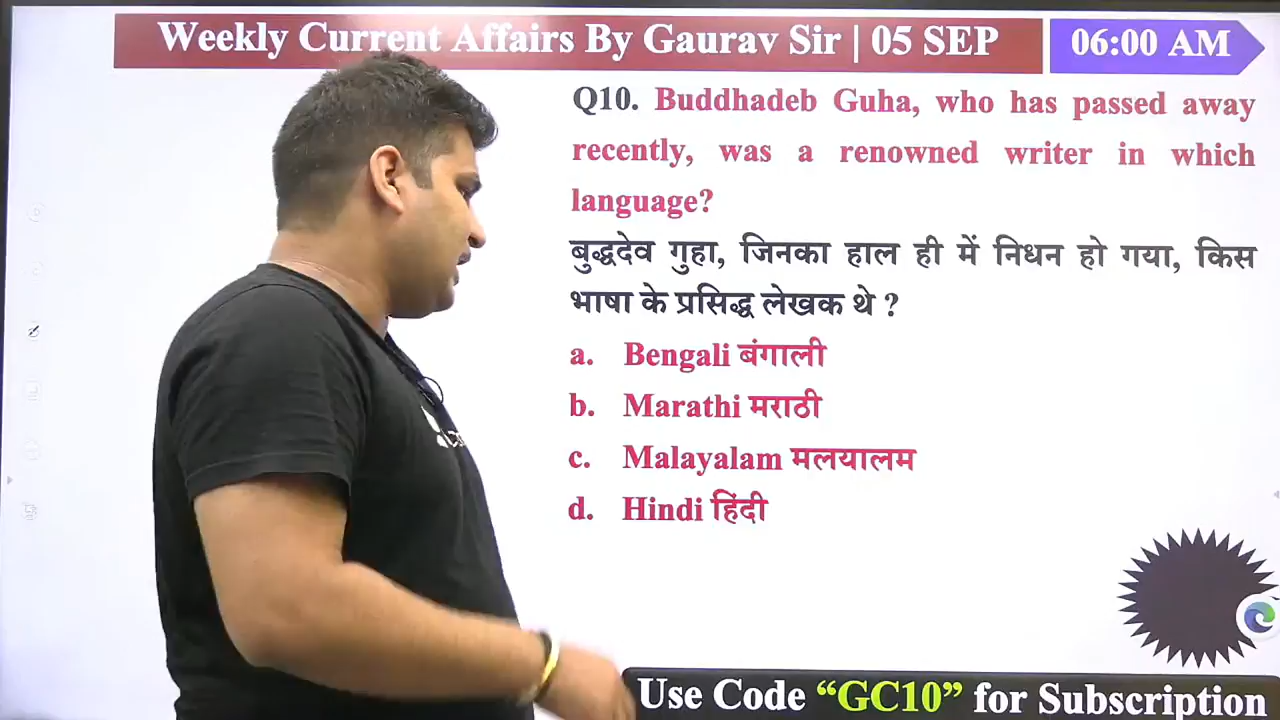 Weekly Current Affairs By Gaurav Sir | 05 SEP
06:00 AM
Q10. Buddhadeb Guha, who has passed away
recently, was a renowned writer in which
language?
बुद्धदेव गुहा, जिनका हाल ही में निधन हो गया, किस
भाषा के प्रसिद्ध लेखक थे ?
a. Bengali बंगाली
b. Marathi मराठी
c. Malayalam मलयालम
d. Hindi हिंदी
Use Code “GC10” for Subscription